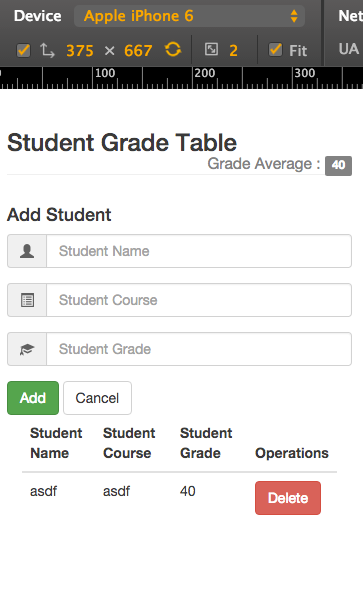 Device Apple iPhone 6 Net
375 × 667 2 Fit UA
100 200 300
Student Grade Table
Grade Average : 40
Add Student
Student Name
Student Course
Student Grade
Add Cancel
Student Student Student
Name Course Grade Operations
asdf asdf 40 Delete